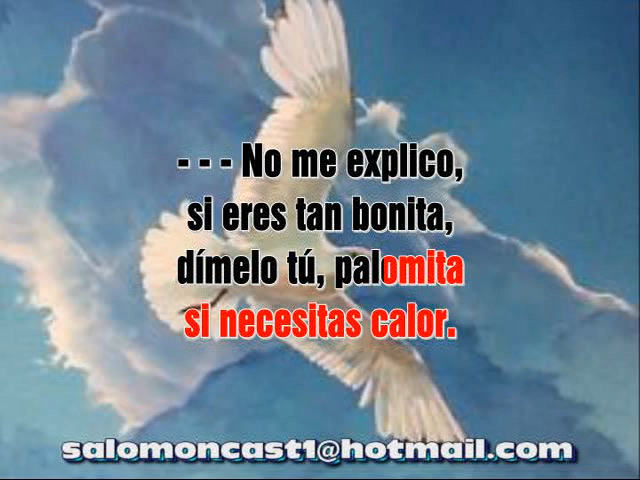 - - - No me explico,
si eres tan bonita,
dímelo tú, palomita
si necesitas calor.
salomoncast1@hotmail.com